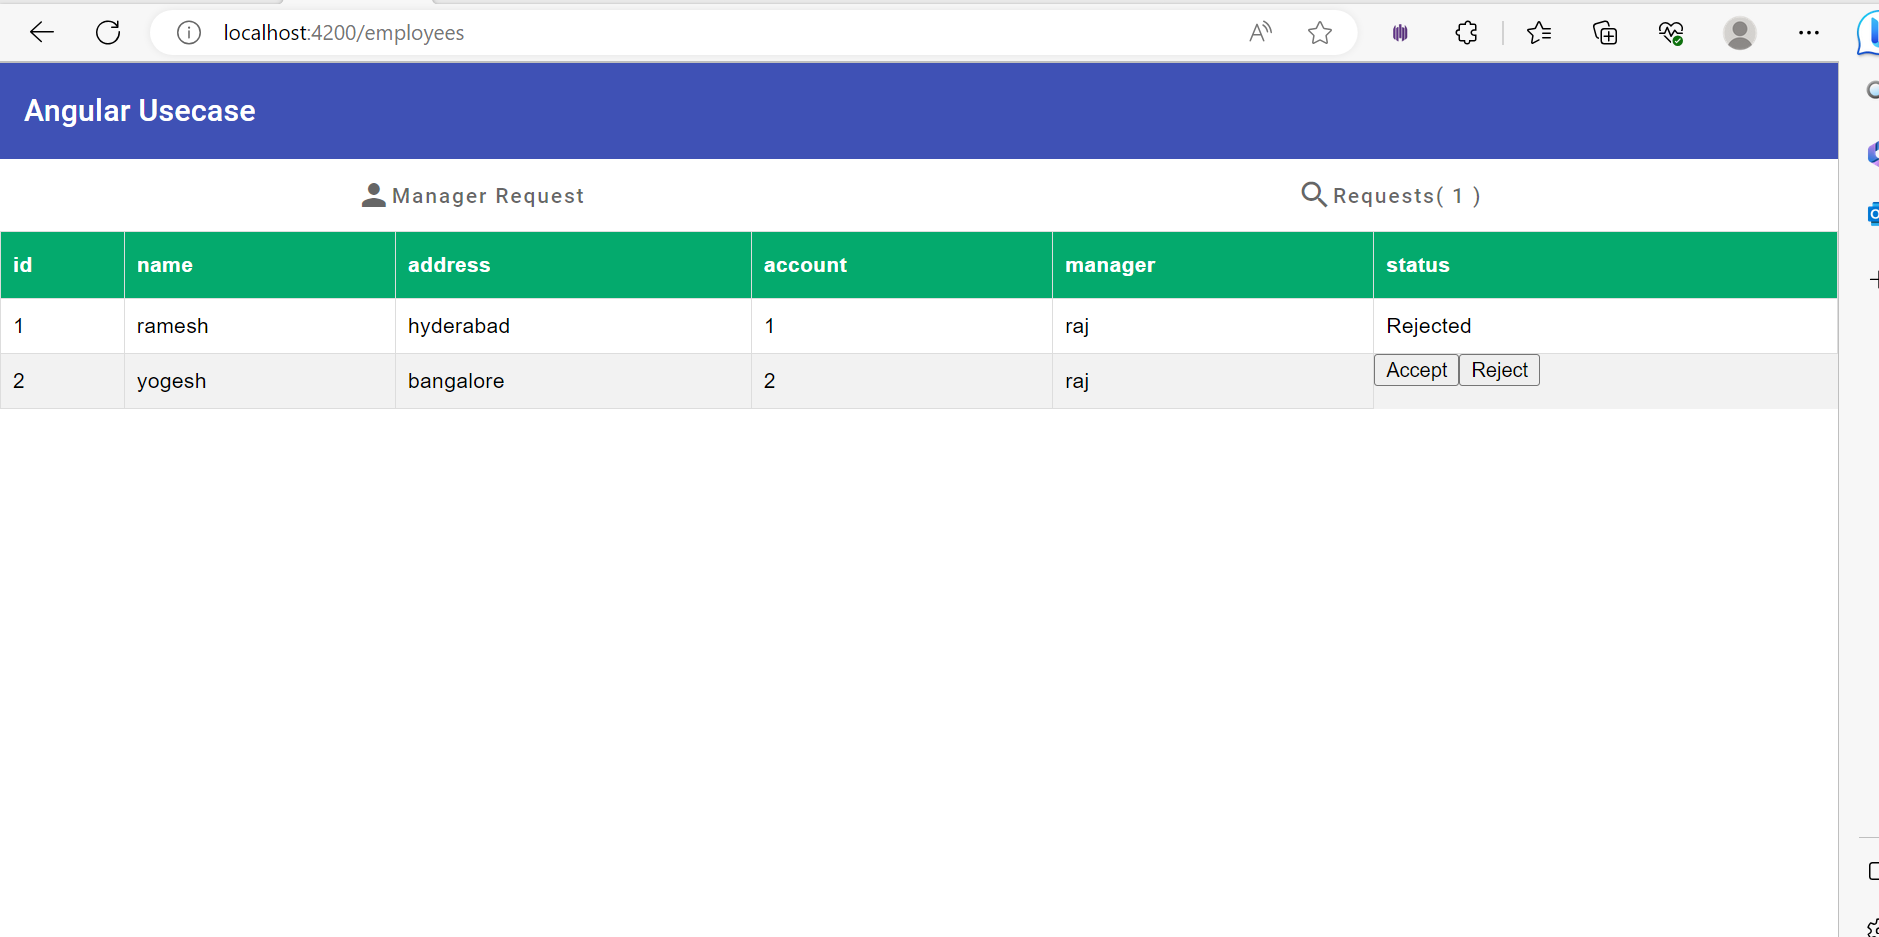 localhost:4200/employees
Angular Usecase
Manager Request Requests( 1 )
id name address account manager status
1 ramesh hyderabad 1 raj Rejected
2 yogesh bangalore 2 raj Accept Reject